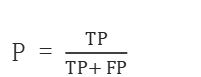 P = TP / TP+ FP